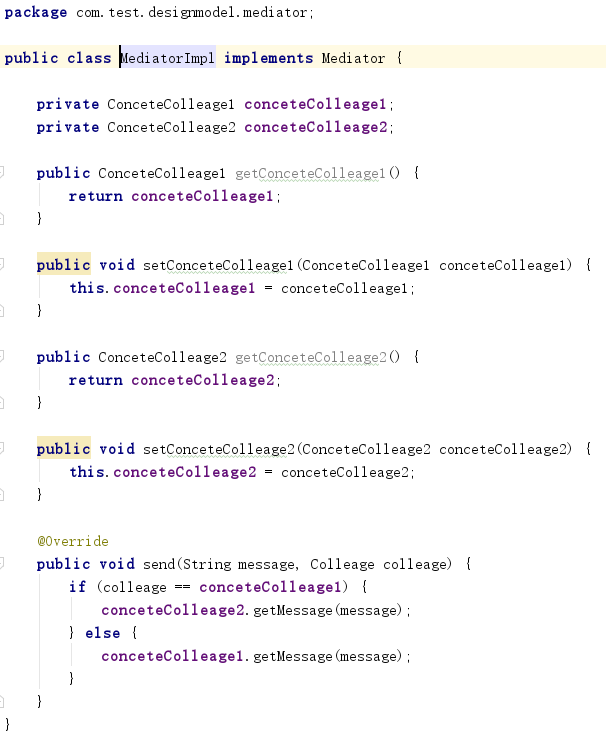 package com.test.designmodel.mediator;
public class MediatorImpl implements Mediator {
private ConceteColleage1 conceteColleage1;
private ConceteColleage2 conceteColleage2;
public ConceteColleage1 getConceteColleage1() {
return conceteColleage1;
}
public void setConceteColleage1(ConceteColleage1 conceteColleage1) {
this.conceteColleage1 = conceteColleage1;
}
public ConceteColleage2 getConceteColleage2() {
return conceteColleage2;
}
public void setConceteColleage2(ConceteColleage2 conceteColleage2) {
this.conceteColleage2 = conceteColleage2;
}
@Override
public void send(String message, Colleage colleage) {
if (colleage == conceteColleage1) {
conceteColleage2.getMessage(message);
} else {
conceteColleage1.getMessage(message);
}
}
}